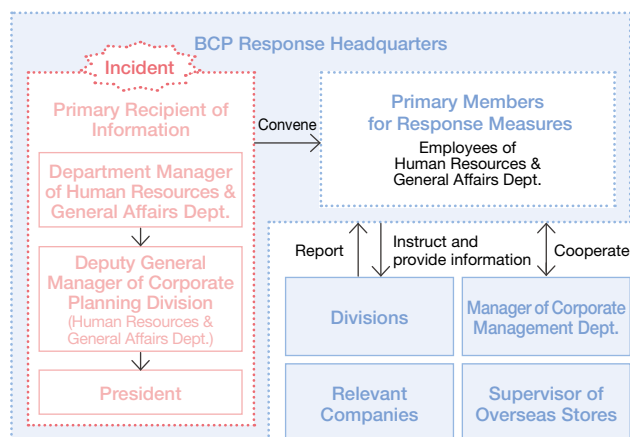 BCP Response Headquarters
Incident
Primary Recipient of
Information
Department Manager
of Human Resources &
General Affairs Dept.
Deputy General
Manager of Corporate
Planning Division
(Human Resources &
General Affairs Dept.)
President
Convene
Primary Members
for Response Measures
Employees of
Human Resources &
General Affairs Dept.
Report
Instruct and
provide information
Cooperate
Divisions
Manager of Corporate
Management Dept.
Relevant
Companies
Supervisor of
Overseas Stores